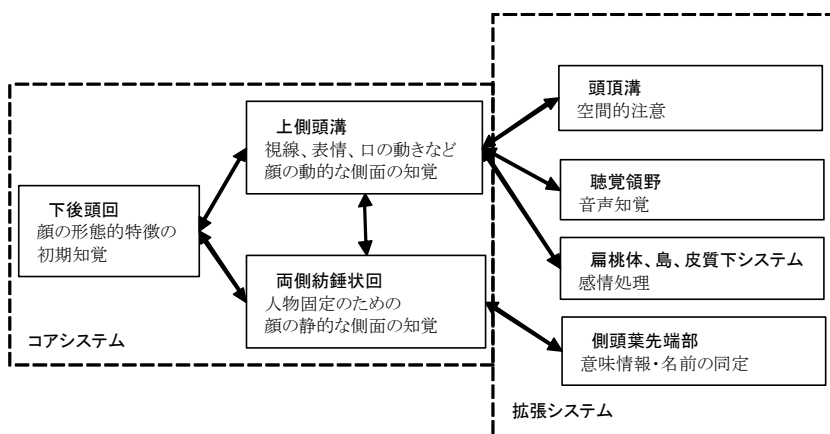 下後頭回
顔の形態的特徴の
初期知覚
上側頭溝
視線、表情、口の動きなど
顔の動的な側面の知覚
両側紡錘状回
人物固定のための
顔の静的な側面の知覚
コアシステム
頭頂溝
空間的注意
聴覚領野
音声知覚
扁桃体、島、皮質下システム
感情処理
側頭葉先端部
意味情報・名前の同定
拡張システム